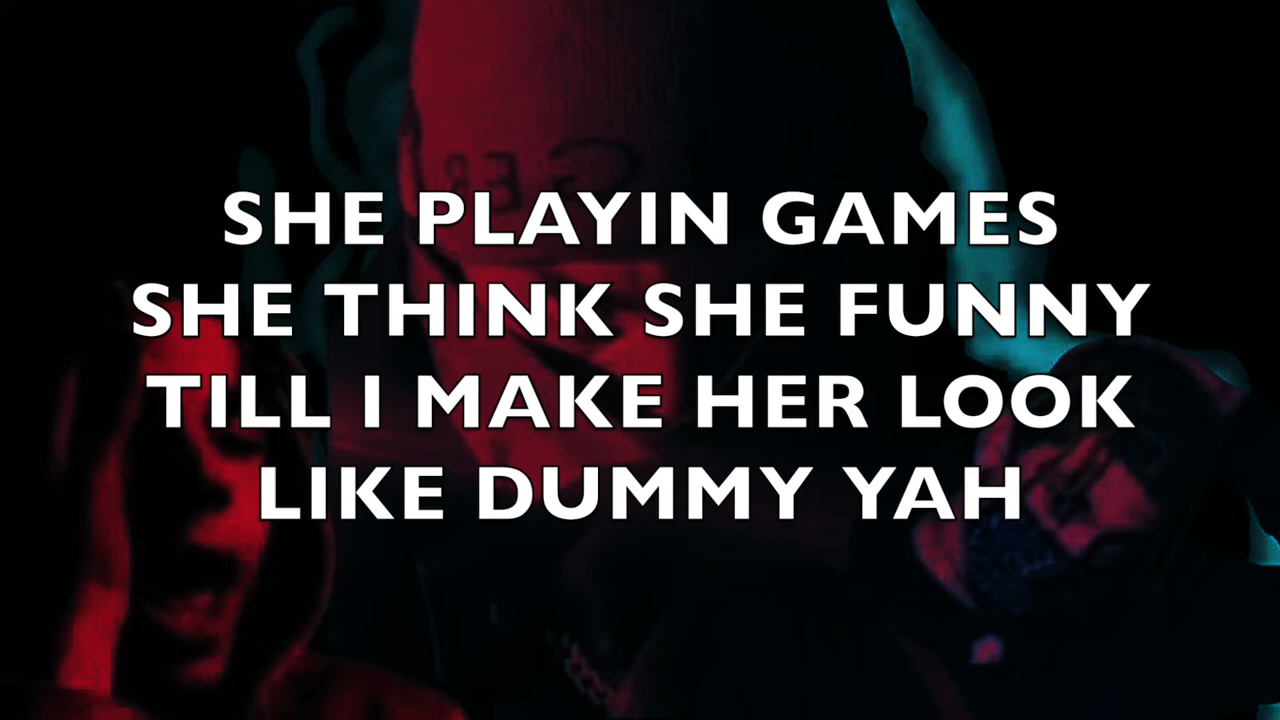 SHE PLAYIN GAMES
SHE THINK SHE FUNNY
TILL I MAKE HER LOOK
LIKE DUMMY YAH